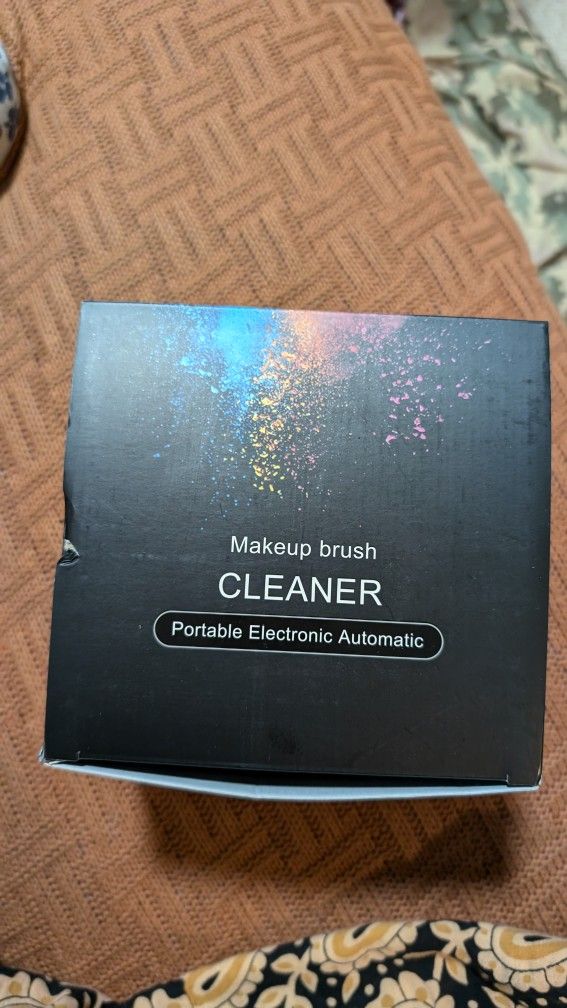 Makeup brush
CLEANER
Portable Electronic Automatic